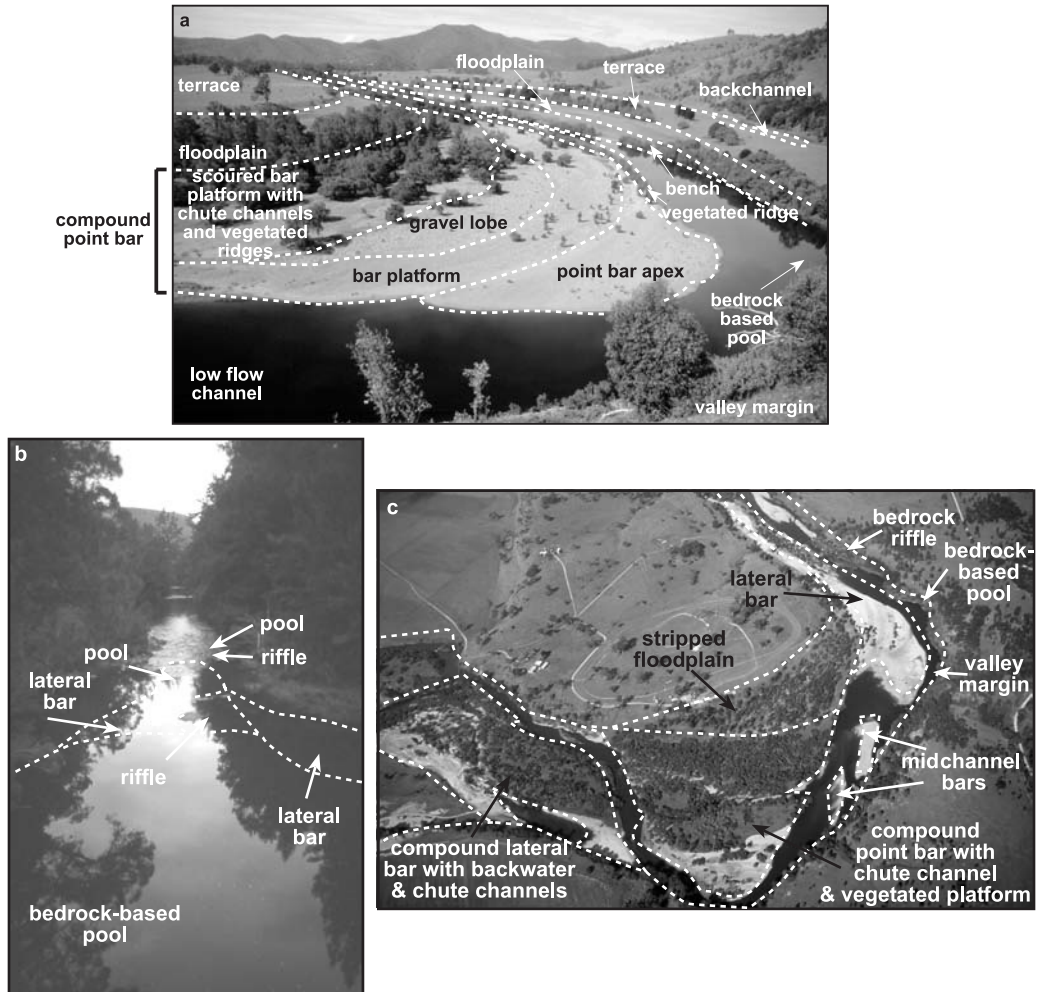 a
floodplain
terrace
backchannel
terrace
floodplain
scoured bar
platform with
chute channels
and vegetated
ridges
compound
point bar
bench
vegetated ridge
gravel lobe
bar platform
point bar apex
bedrock
based
pool
low flow
channel
valley margin
b
pool
riffle
pool
lateral
bar
riffle
lateral
bar
bedrock-based
pool
c
bedrock
riffle
bedrock-
based
pool
lateral
bar
stripped
floodplain
valley
margin
midchannel
bars
compound lateral
bar with backwater
& chute channels
compound
point bar with
chute channel
& vegetated platform